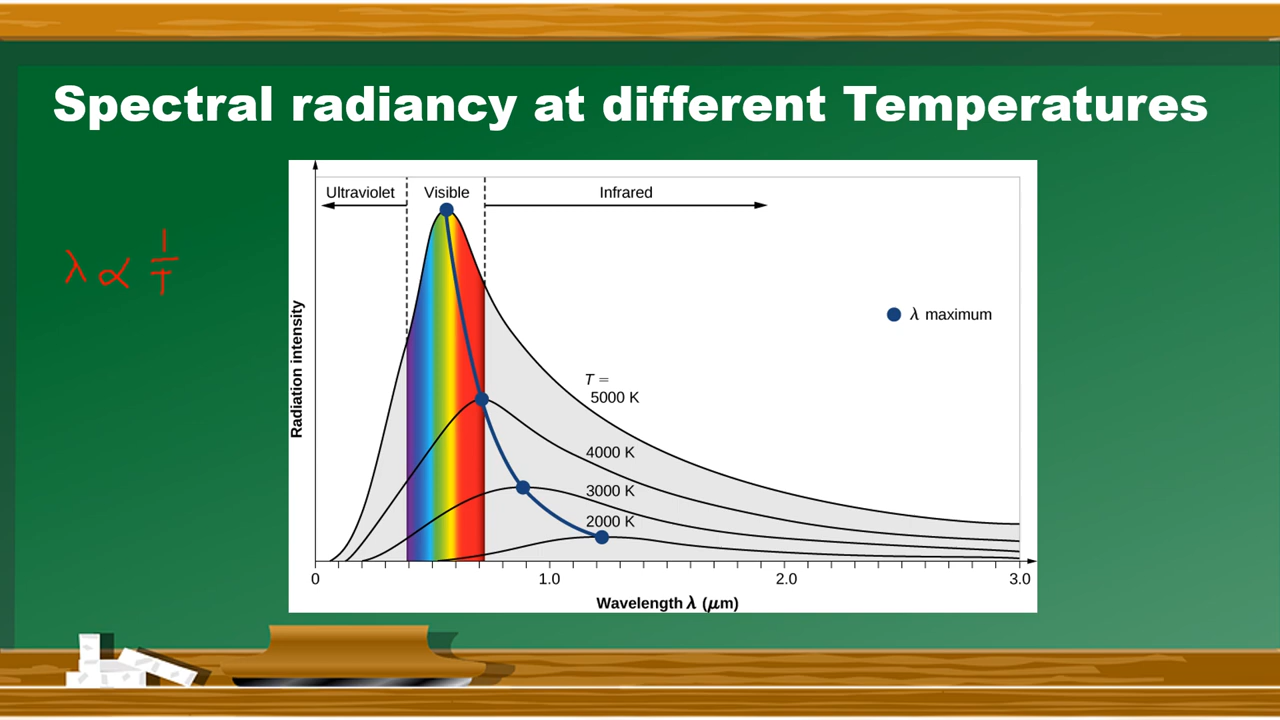 Spectral radiancy at different Temperatures
Ultraviolet Visible Infrared
λ ∝ 1/T
λ maximum
Radiation intensity
T =
5000 K
4000 K
3000 K
2000 K
0 1.0 2.0 3.0
Wavelength λ (μm)